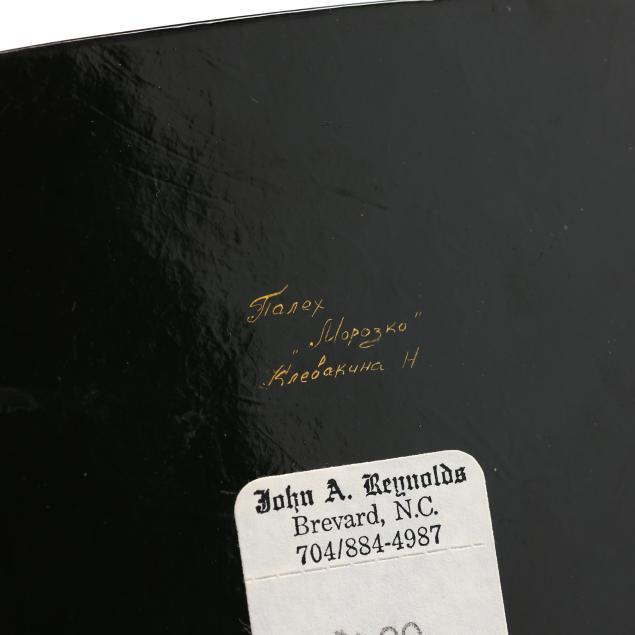 Палех
"Морозко"
Клевакина Н
John A. Reynolds
Brevard, N.C.
704/884-4987